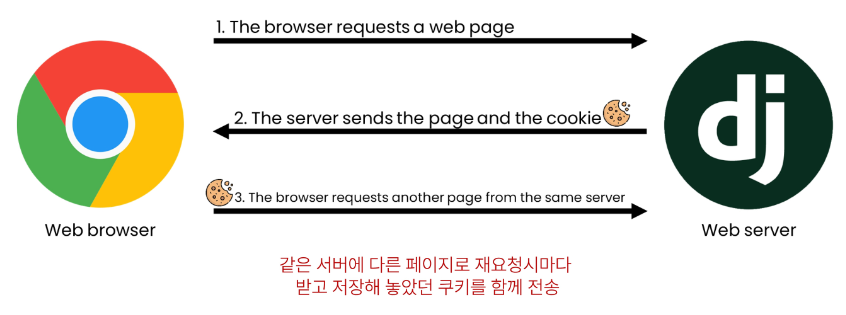 1. The browser requests a web page
2. The server sends the page and the cookie
3. The browser requests another page from the same server
dj
Web browser
Web server
같은 서버에 다른 페이지로 재요청시마다
받고 저장해 놓았던 쿠키를 함께 전송